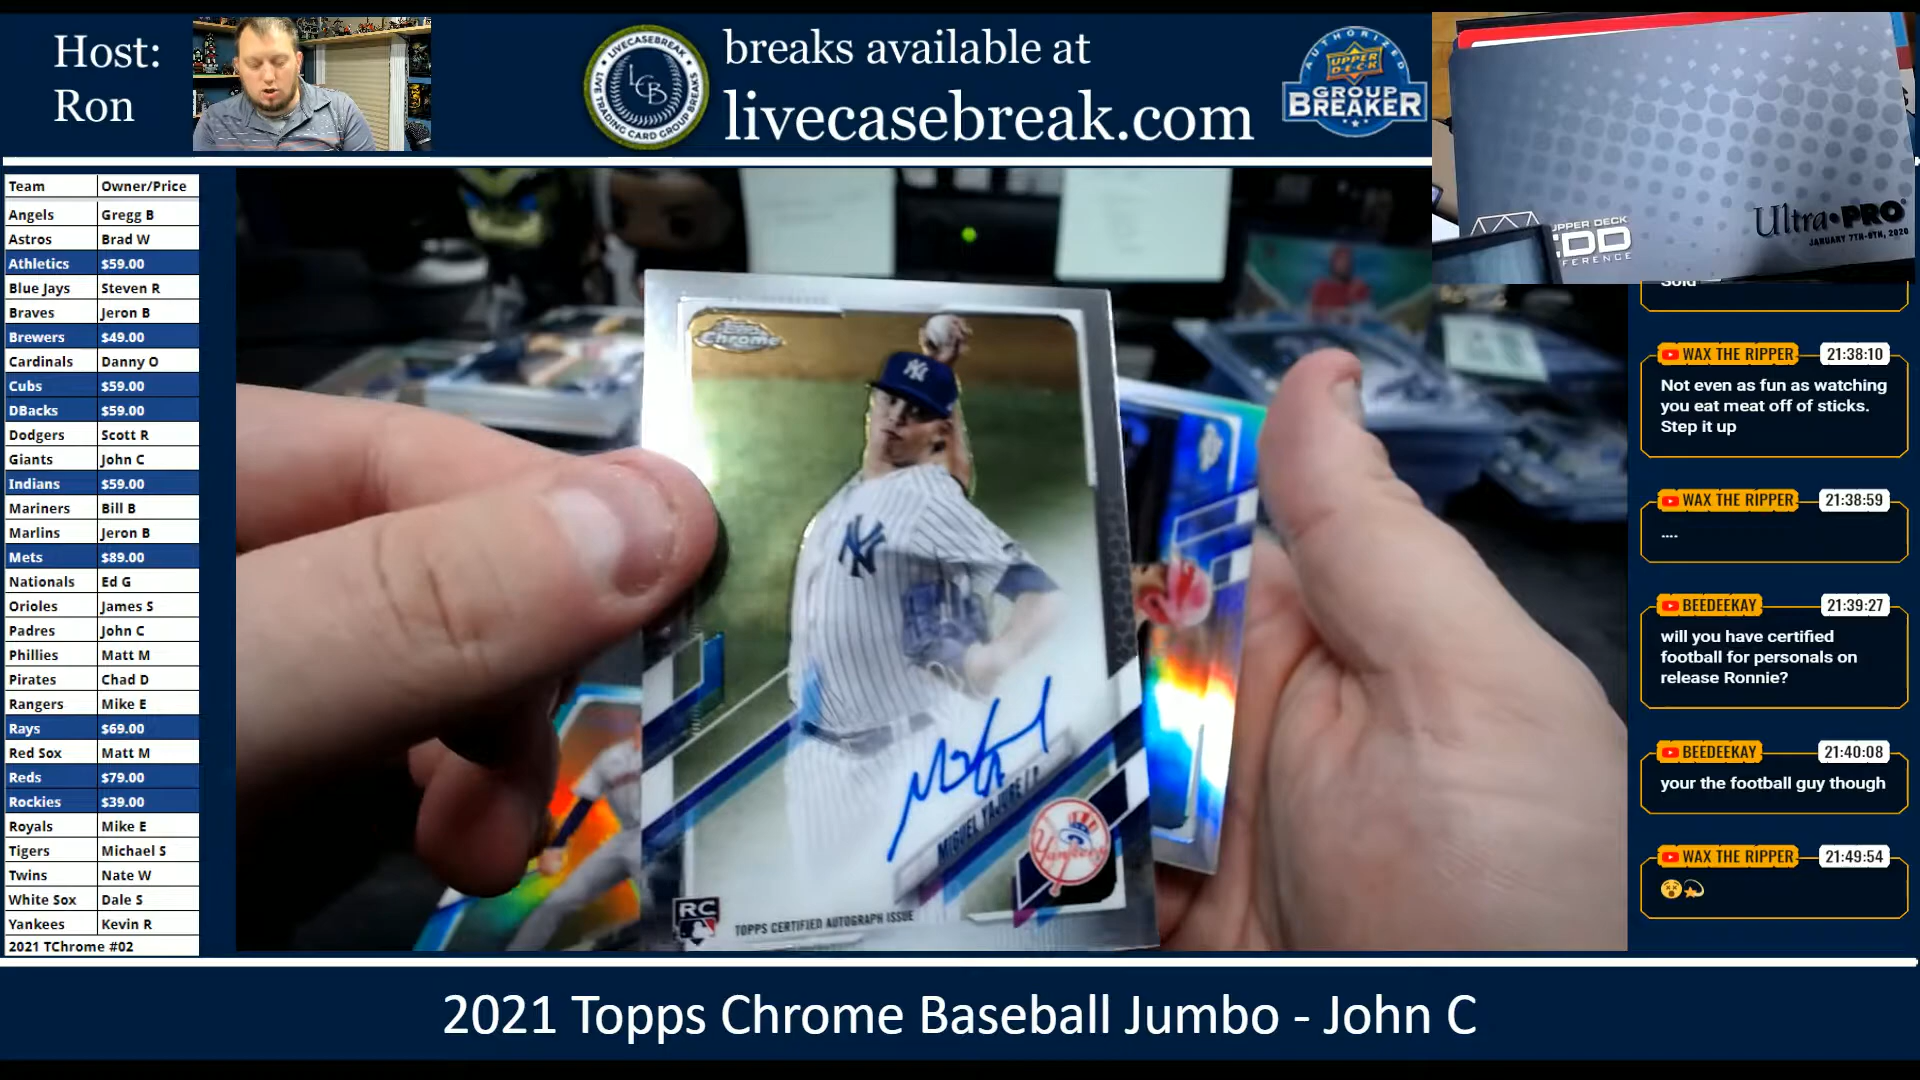 Host:
Ron
LIVECASEBREAK
LCB
LIVE TRADING CARD GROUP BREAKS
breaks available at
livecasebreak.com
AUTHORIZED
UPPER DECK
GROUP
BREAKER
UPPER DECK
FERENCE
Ultra•PRO
JANUARY 7TH-8TH, 2020
Team Owner/Price
Angels Gregg B
Astros Brad W
Athletics $59.00
Blue Jays Steven R
Braves Jeron B
Brewers $49.00
Cardinals Danny O
Cubs $59.00
DBacks $59.00
Dodgers Scott R
Giants John C
Indians $59.00
Mariners Bill B
Marlins Jeron B
Mets $89.00
Nationals Ed G
Orioles James S
Padres John C
Phillies Matt M
Pirates Chad D
Rangers Mike E
Rays $69.00
Red Sox Matt M
Reds $79.00
Rockies $39.00
Royals Mike E
Tigers Michael S
Twins Nate W
White Sox Dale S
Yankees Kevin R
2021 TChrome #02
Topps
Chrome
NY
NY
MIGUEL YAJURE
Yankees
RC
TOPPS CERTIFIED AUTOGRAPH ISSUE
Sold
WAX THE RIPPER 21:38:10
Not even as fun as watching
you eat meat off of sticks.
Step it up
WAX THE RIPPER 21:38:59
....
BEEDEEKAY 21:39:27
will you have certified
football for personals on
release Ronnie?
BEEDEEKAY 21:40:08
your the football guy though
WAX THE RIPPER 21:49:54
2021 Topps Chrome Baseball Jumbo - John C